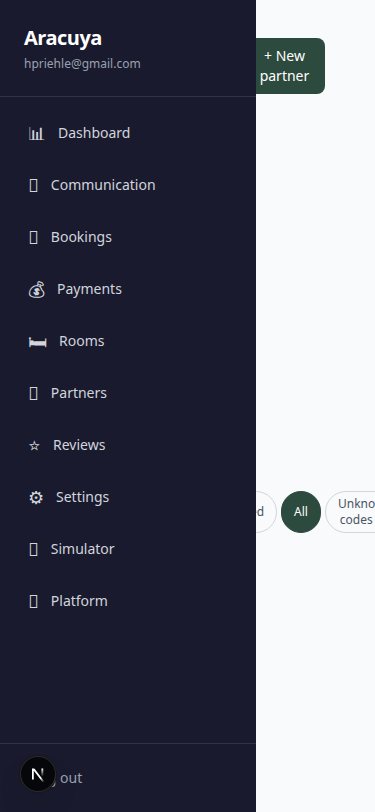 Aracuya
hpriehle@gmail.com
+ New
partner
Dashboard
Communication
Bookings
Payments
Rooms
Partners
Reviews
Settings
Simulator
Platform
All
codes
N
out